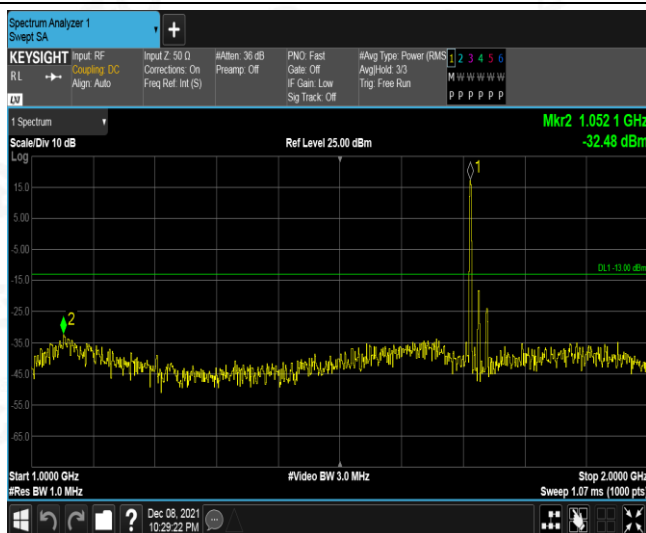 Spectrum Analyzer 1
Swept SA
+
KEYSIGHT
RL
LXI
Input: RF
Coupling: DC
Align: Auto
Input Z: 50 Ω
Corrections: On
Freq Ref: Int (S)
#Atten: 36 dB
Preamp: Off
PNO: Fast
Gate: Off
IF Gain: Low
Sig Track: Off
#Avg Type: Power (RMS
Avg|Hold: 3/3
Trig: Free Run
1 2 3 4 5 6
M W W W W W
P P P P P P
1 Spectrum
Mkr2 1.052 1 GHz
Scale/Div 10 dB
Ref Level 25.00 dBm
-32.48 dBm
Log
1
15.0
5.00
-5.00
DL1 -13.00 dBm
-15.0
-25.0
2
-35.0
-45.0
-55.0
-65.0
Start 1.0000 GHz
#Video BW 3.0 MHz
Stop 2.0000 GHz
#Res BW 1.0 MHz
Sweep 1.07 ms (1000 pts)
?
Dec 08, 2021
10:29:22 PM